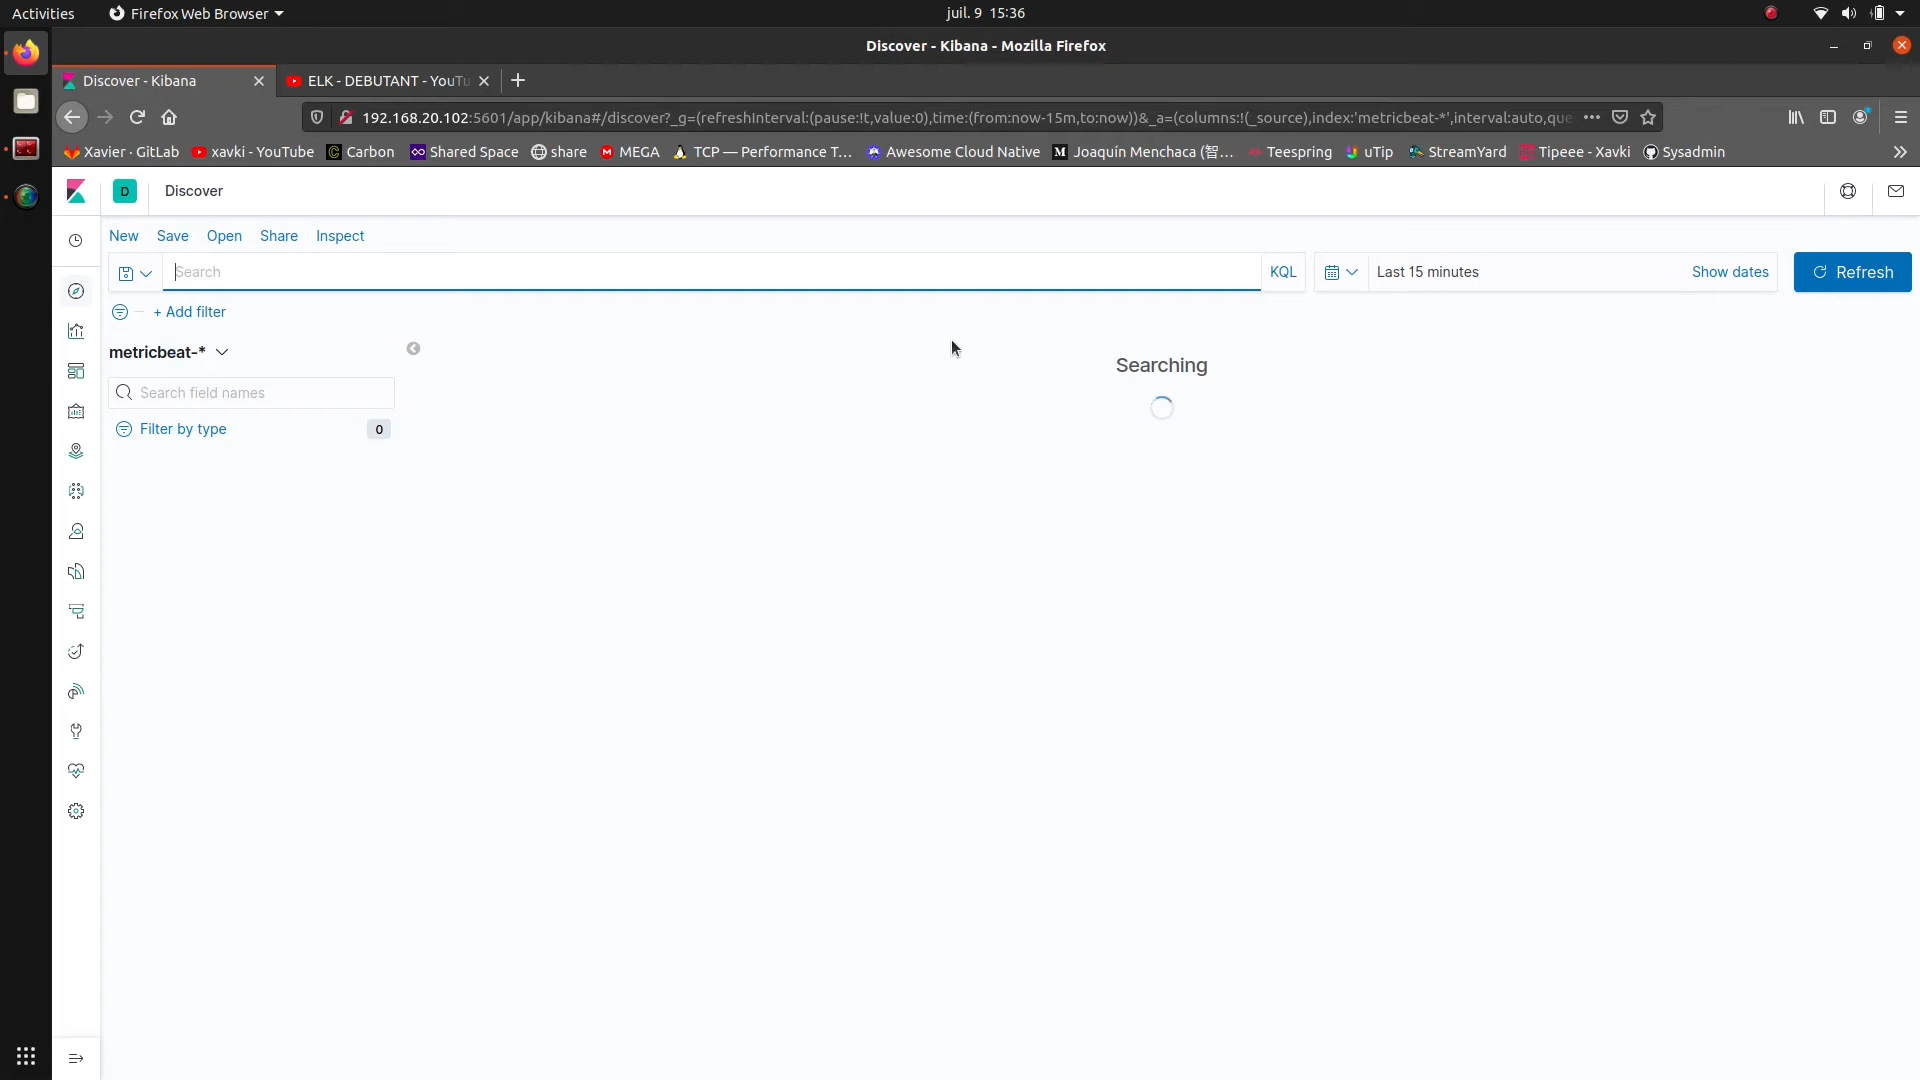 Activities
Firefox Web Browser
juil. 9 15:36
Discover - Kibana - Mozilla Firefox
Discover - Kibana
ELK - DEBUTANT - YouTu
192.168.20.102:5601/app/kibana#/discover?_g=(refreshInterval:(pause:!t,value:0),time:(from:now-15m,to:now))&_a=(columns:!(_source),index:'metricbeat-*',interval:auto,que
Xavier · GitLab
xavki - YouTube
Carbon
Shared Space
share
MEGA
TCP — Performance T…
Awesome Cloud Native
Joaquín Menchaca (智…
Teespring
uTip
StreamYard
Tipeee - Xavki
Sysadmin
D
Discover
New
Save
Open
Share
Inspect
Search
KQL
Last 15 minutes
Show dates
Refresh
+ Add filter
metricbeat-*
Searching
Search field names
Filter by type
0